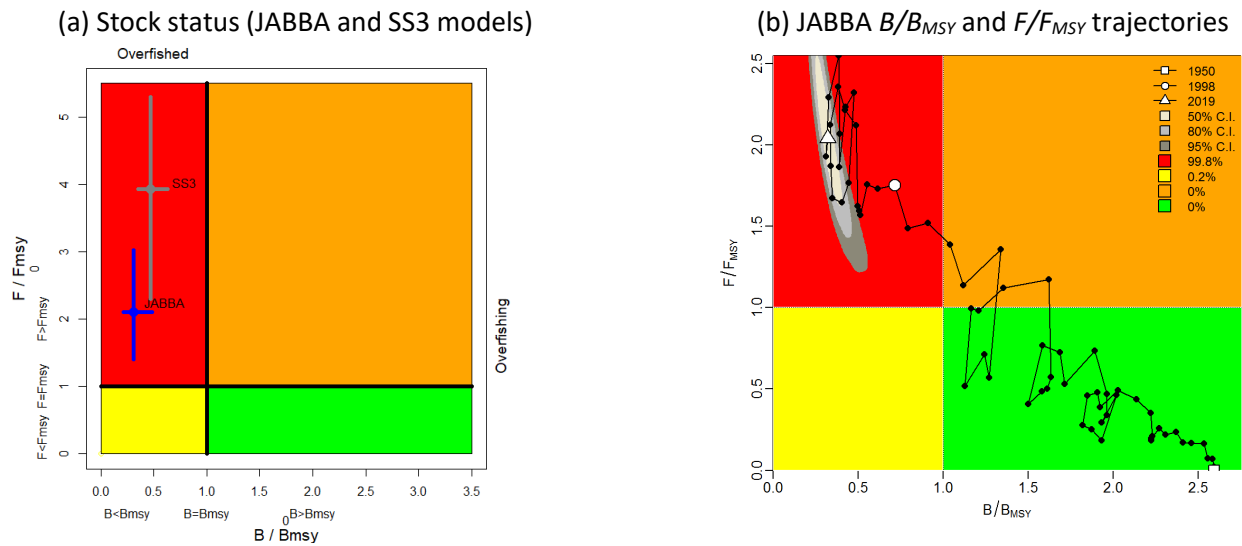 (a) Stock status (JABBA and SS3 models)
Overfished
5
4
3
2
1
0
F / Fmsy
0
F<Fmsy F=Fmsy F>Fmsy
SS3
JABBA
Overfishing
0.0 0.5 1.0 1.5 2.0 2.5 3.0 3.5
B<Bmsy B=Bmsy 0 B>Bmsy
B / Bmsy
(b) JABBA B/BMSY and F/FMSY trajectories
2.5
2.0
1.5
1.0
0.5
0.0
F/FMSY
1950
1998
2019
50% C.I.
80% C.I.
95% C.I.
99.8%
0.2%
0%
0%
0.0 0.5 1.0 1.5 2.0 2.5
B/BMSY